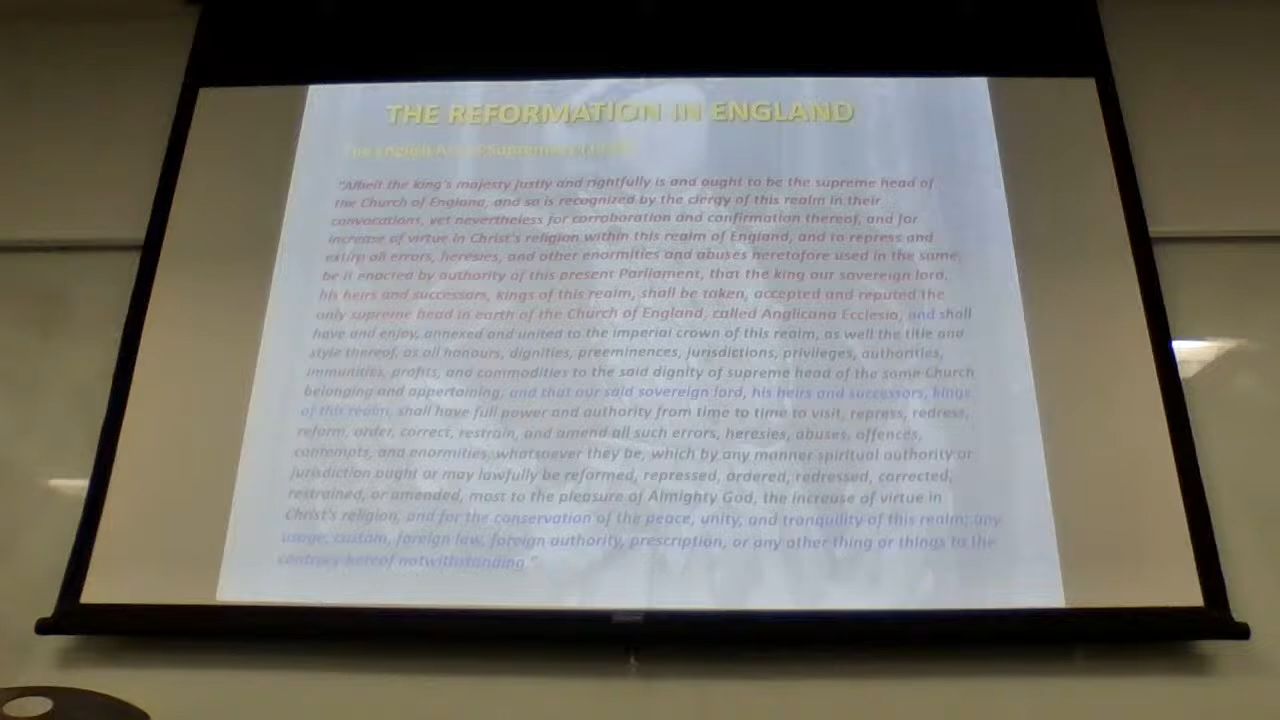 THE REFORMATION IN ENGLAND
The English Act of Supremacy
"Albeit the king's majesty justly and rightfully is and ought to be the supreme head of
the Church of England, and so is recognized by the clergy of this realm in their
convocations, yet nevertheless for corroboration and confirmation thereof, and for
increase of virtue in Christ's religion within this realm of England, and to repress and
extirp all errors, heresies, and other enormities and abuses heretofore used in the same,
be it enacted by authority of this present Parliament, that the king our sovereign lord,
his heirs and successors, kings of this realm, shall be taken, accepted and reputed the
only supreme head in earth of the Church of England, called Anglicana Ecclesia, and shall
have and enjoy, annexed and united to the imperial crown of this realm, as well the title and
style thereof, as all honours, dignities, preeminences, jurisdictions, privileges, authorities,
immunities, profits, and commodities to the said dignity of supreme head of the same Church
belonging and appertaining, and that our said sovereign lord, his heirs and successors, kings
of this realm, shall have full power and authority from time to time to visit, repress, redress,
reform, order, correct, restrain, and amend all such errors, heresies, abuses, offences,
contempts, and enormities, whatsoever they be, which by any manner spiritual authority or
jurisdiction ought or may lawfully be reformed, repressed, ordered, redressed, corrected,
restrained, or amended, most to the pleasure of Almighty God, the increase of virtue in
Christ's religion, and for the conservation of the peace, unity, and tranquility of this realm; any
usage, custom, foreign law, foreign authority, prescription, or any other thing or things to the
contrary hereof notwithstanding."